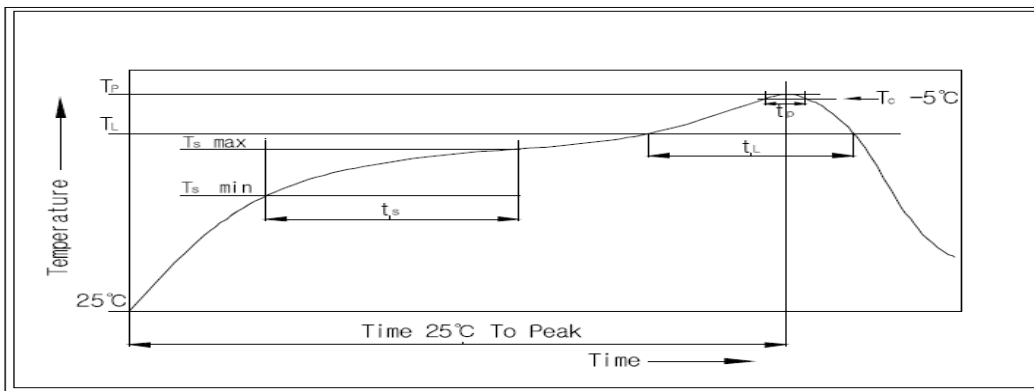 TP
Tc -5℃
tP
TL
Ts max
tL
Ts min
ts
Temperature
25℃
Time 25℃ To Peak
Time